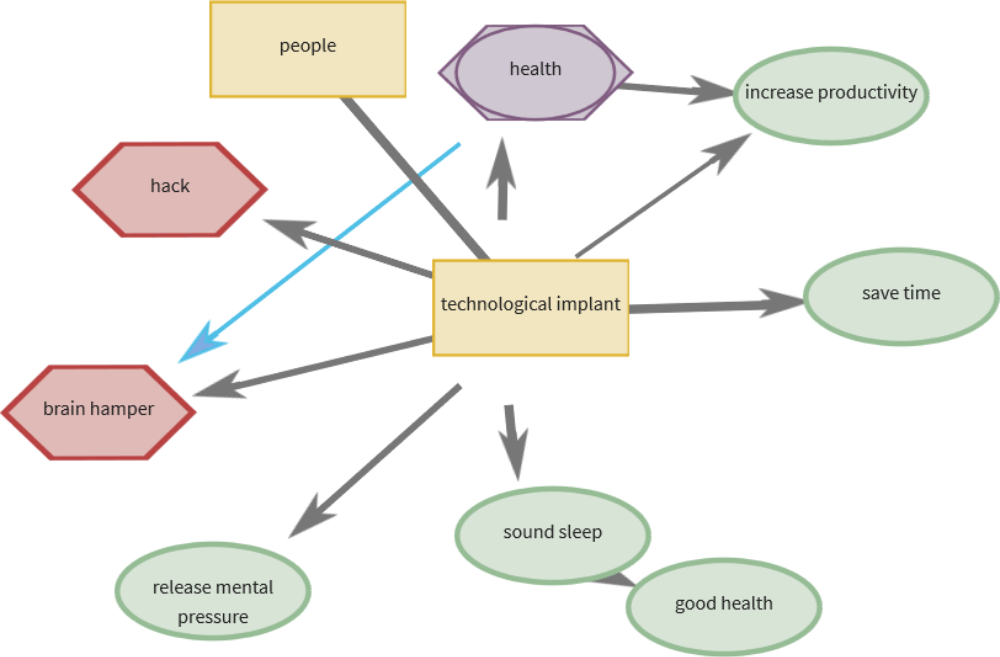 people
health
increase productivity
hack
technological implant
save time
brain hamper
sound sleep
release mental
pressure
good health